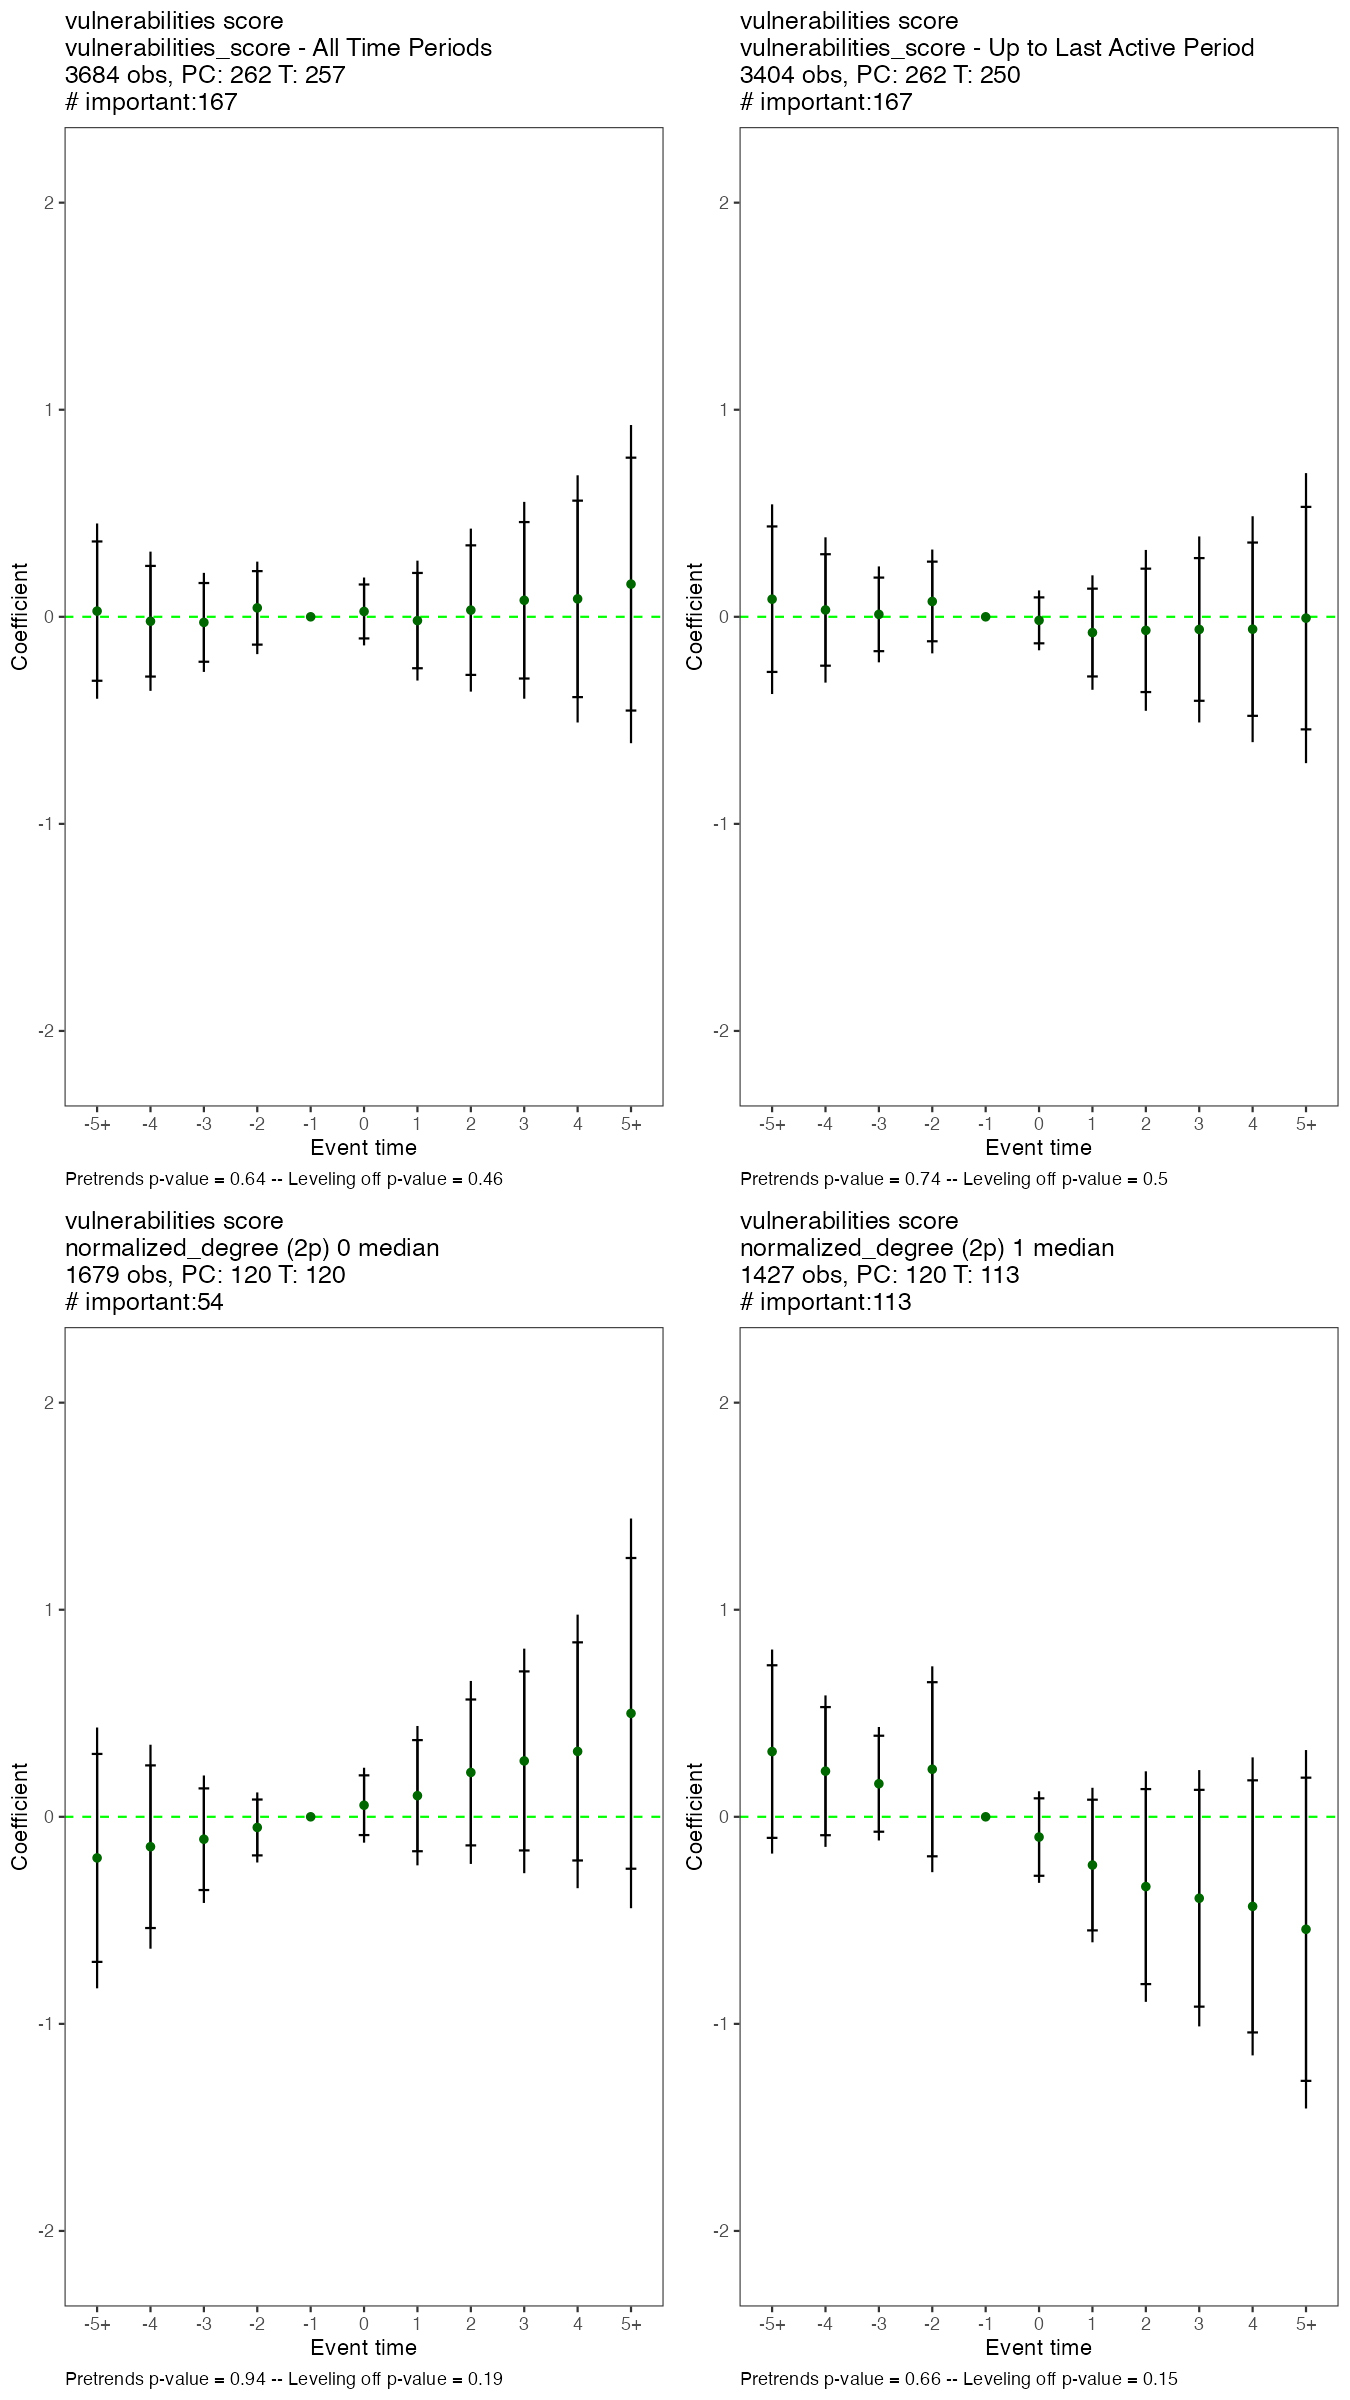 vulnerabilities score
vulnerabilities_score - All Time Periods
3684 obs, PC: 262 T: 257
# important:167
2
1
0
-1
-2
Coefficient
-5+ -4 -3 -2 -1 0 1 2 3 4 5+
Event time
Pretrends p-value = 0.64 -- Leveling off p-value = 0.46
vulnerabilities score
vulnerabilities_score - Up to Last Active Period
3404 obs, PC: 262 T: 250
# important:167
2
1
0
-1
-2
Coefficient
-5+ -4 -3 -2 -1 0 1 2 3 4 5+
Event time
Pretrends p-value = 0.74 -- Leveling off p-value = 0.5
vulnerabilities score
normalized_degree (2p) 0 median
1679 obs, PC: 120 T: 120
# important:54
2
1
0
-1
-2
Coefficient
-5+ -4 -3 -2 -1 0 1 2 3 4 5+
Event time
Pretrends p-value = 0.94 -- Leveling off p-value = 0.19
vulnerabilities score
normalized_degree (2p) 1 median
1427 obs, PC: 120 T: 113
# important:113
2
1
0
-1
-2
Coefficient
-5+ -4 -3 -2 -1 0 1 2 3 4 5+
Event time
Pretrends p-value = 0.66 -- Leveling off p-value = 0.15